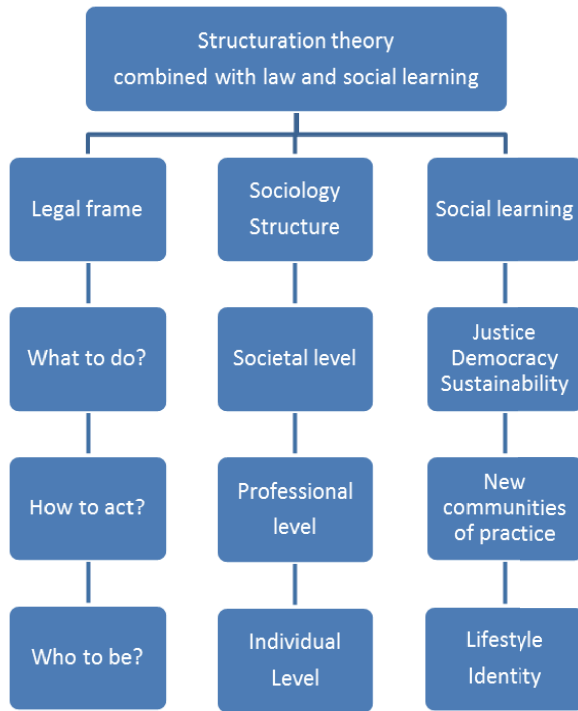 Structuration theory
combined with law and social learning
Legal frame
Sociology
Structure
Social learning
What to do?
Societal level
Justice
Democracy
Sustainability
How to act?
Professional
level
New
communities
of practice
Who to be?
Individual
Level
Lifestyle
Identity